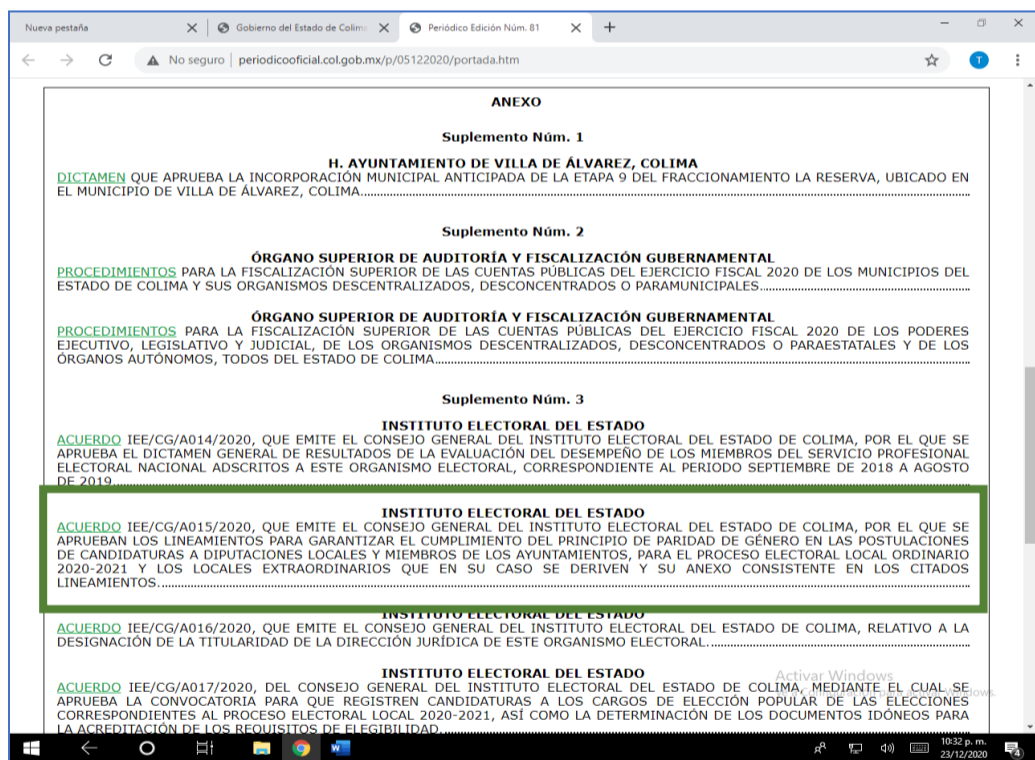 Nueva pestaña
Gobierno del Estado de Colima
Periódico Edición Núm. 81
No seguro | periodicooficial.col.gob.mx/p/05122020/portada.htm
T
ANEXO
Suplemento Núm. 1
H. AYUNTAMIENTO DE VILLA DE ÁLVAREZ, COLIMA
DICTAMEN QUE APRUEBA LA INCORPORACIÓN MUNICIPAL ANTICIPADA DE LA ETAPA 9 DEL FRACCIONAMIENTO LA RESERVA, UBICADO EN
EL MUNICIPIO DE VILLA DE ÁLVAREZ, COLIMA.
Suplemento Núm. 2
ÓRGANO SUPERIOR DE AUDITORÍA Y FISCALIZACIÓN GUBERNAMENTAL
PROCEDIMIENTOS PARA LA FISCALIZACIÓN SUPERIOR DE LAS CUENTAS PÚBLICAS DEL EJERCICIO FISCAL 2020 DE LOS MUNICIPIOS DEL
ESTADO DE COLIMA Y SUS ORGANISMOS DESCENTRALIZADOS, DESCONCENTRADOS O PARAMUNICIPALES.
ÓRGANO SUPERIOR DE AUDITORÍA Y FISCALIZACIÓN GUBERNAMENTAL
PROCEDIMIENTOS PARA LA FISCALIZACIÓN SUPERIOR DE LAS CUENTAS PÚBLICAS DEL EJERCICIO FISCAL 2020 DE LOS PODERES
EJECUTIVO, LEGISLATIVO Y JUDICIAL, DE LOS ORGANISMOS DESCENTRALIZADOS, DESCONCENTRADOS O PARAESTATALES Y DE LOS
ÓRGANOS AUTÓNOMOS, TODOS DEL ESTADO DE COLIMA.
Suplemento Núm. 3
INSTITUTO ELECTORAL DEL ESTADO
ACUERDO IEE/CG/A014/2020, QUE EMITE EL CONSEJO GENERAL DEL INSTITUTO ELECTORAL DEL ESTADO DE COLIMA, POR EL QUE SE
APRUEBA EL DICTAMEN GENERAL DE RESULTADOS DE LA EVALUACIÓN DEL DESEMPEÑO DE LOS MIEMBROS DEL SERVICIO PROFESIONAL
ELECTORAL NACIONAL ADSCRITOS A ESTE ORGANISMO ELECTORAL, CORRESPONDIENTE AL PERIODO SEPTIEMBRE DE 2018 A AGOSTO
DE 2019.
INSTITUTO ELECTORAL DEL ESTADO
ACUERDO IEE/CG/A015/2020, QUE EMITE EL CONSEJO GENERAL DEL INSTITUTO ELECTORAL DEL ESTADO DE COLIMA, POR EL QUE SE
APRUEBAN LOS LINEAMIENTOS PARA GARANTIZAR EL CUMPLIMIENTO DEL PRINCIPIO DE PARIDAD DE GÉNERO EN LAS POSTULACIONES
DE CANDIDATURAS A DIPUTACIONES LOCALES Y MIEMBROS DE LOS AYUNTAMIENTOS, PARA EL PROCESO ELECTORAL LOCAL ORDINARIO
2020-2021 Y LOS LOCALES EXTRAORDINARIOS QUE EN SU CASO SE DERIVEN Y SU ANEXO CONSISTENTE EN LOS CITADOS
LINEAMIENTOS.
INSTITUTO ELECTORAL DEL ESTADO
ACUERDO IEE/CG/A016/2020, QUE EMITE EL CONSEJO GENERAL DEL INSTITUTO ELECTORAL DEL ESTADO DE COLIMA, RELATIVO A LA
DESIGNACIÓN DE LA TITULARIDAD DE LA DIRECCIÓN JURÍDICA DE ESTE ORGANISMO ELECTORAL.
INSTITUTO ELECTORAL DEL ESTADO
Activar Windows
ACUERDO IEE/CG/A017/2020, DEL CONSEJO GENERAL DEL INSTITUTO ELECTORAL DEL ESTADO DE COLIMA, MEDIANTE EL CUAL SE
APRUEBA LA CONVOCATORIA PARA QUE REGISTREN CANDIDATURAS A LOS CARGOS DE ELECCIÓN POPULAR DE LAS ELECCIONES
CORRESPONDIENTES AL PROCESO ELECTORAL LOCAL 2020-2021, ASÍ COMO LA DETERMINACIÓN DE LOS DOCUMENTOS IDÓNEOS PARA
LA ACREDITACIÓN DE LOS REQUISITOS DE ELEGIBILIDAD.
10:32 p. m.
23/12/2020